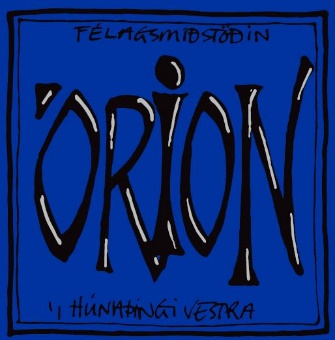 FÉLAGSMIÐSTÖÐIN
ÓRION
Í HÚNAÞINGI VESTRA